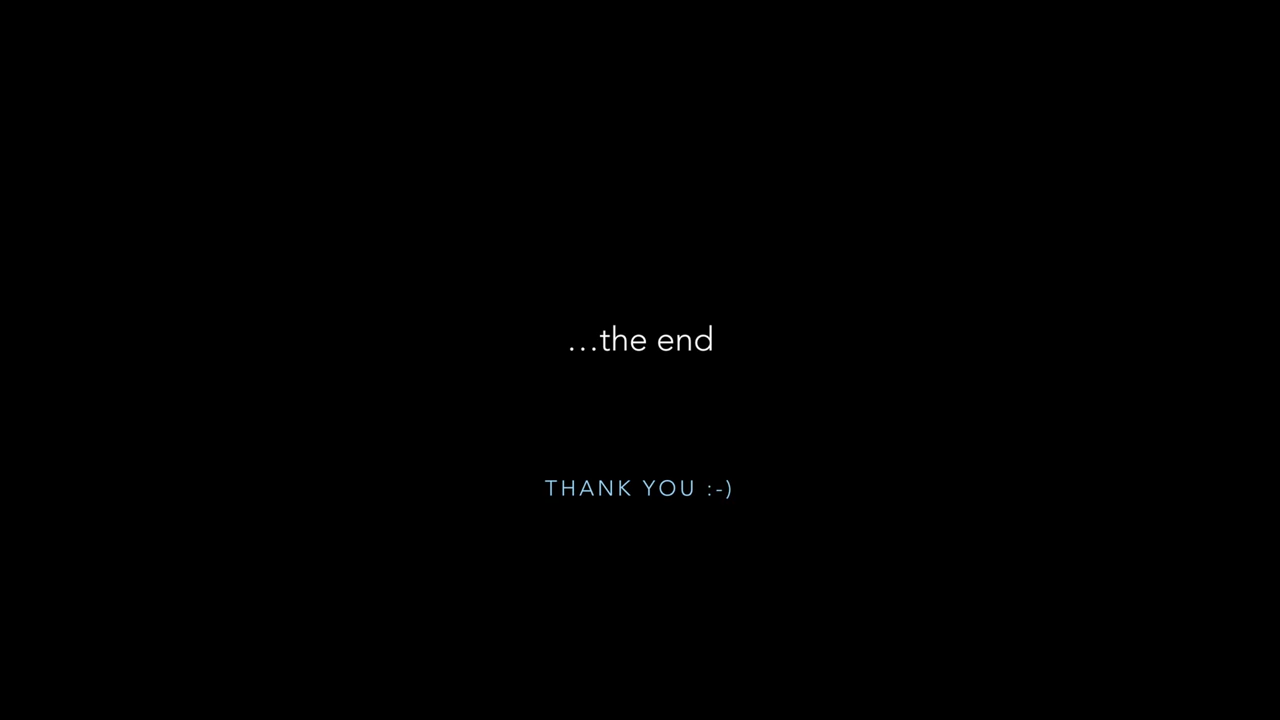 …the end
THANK YOU :-)